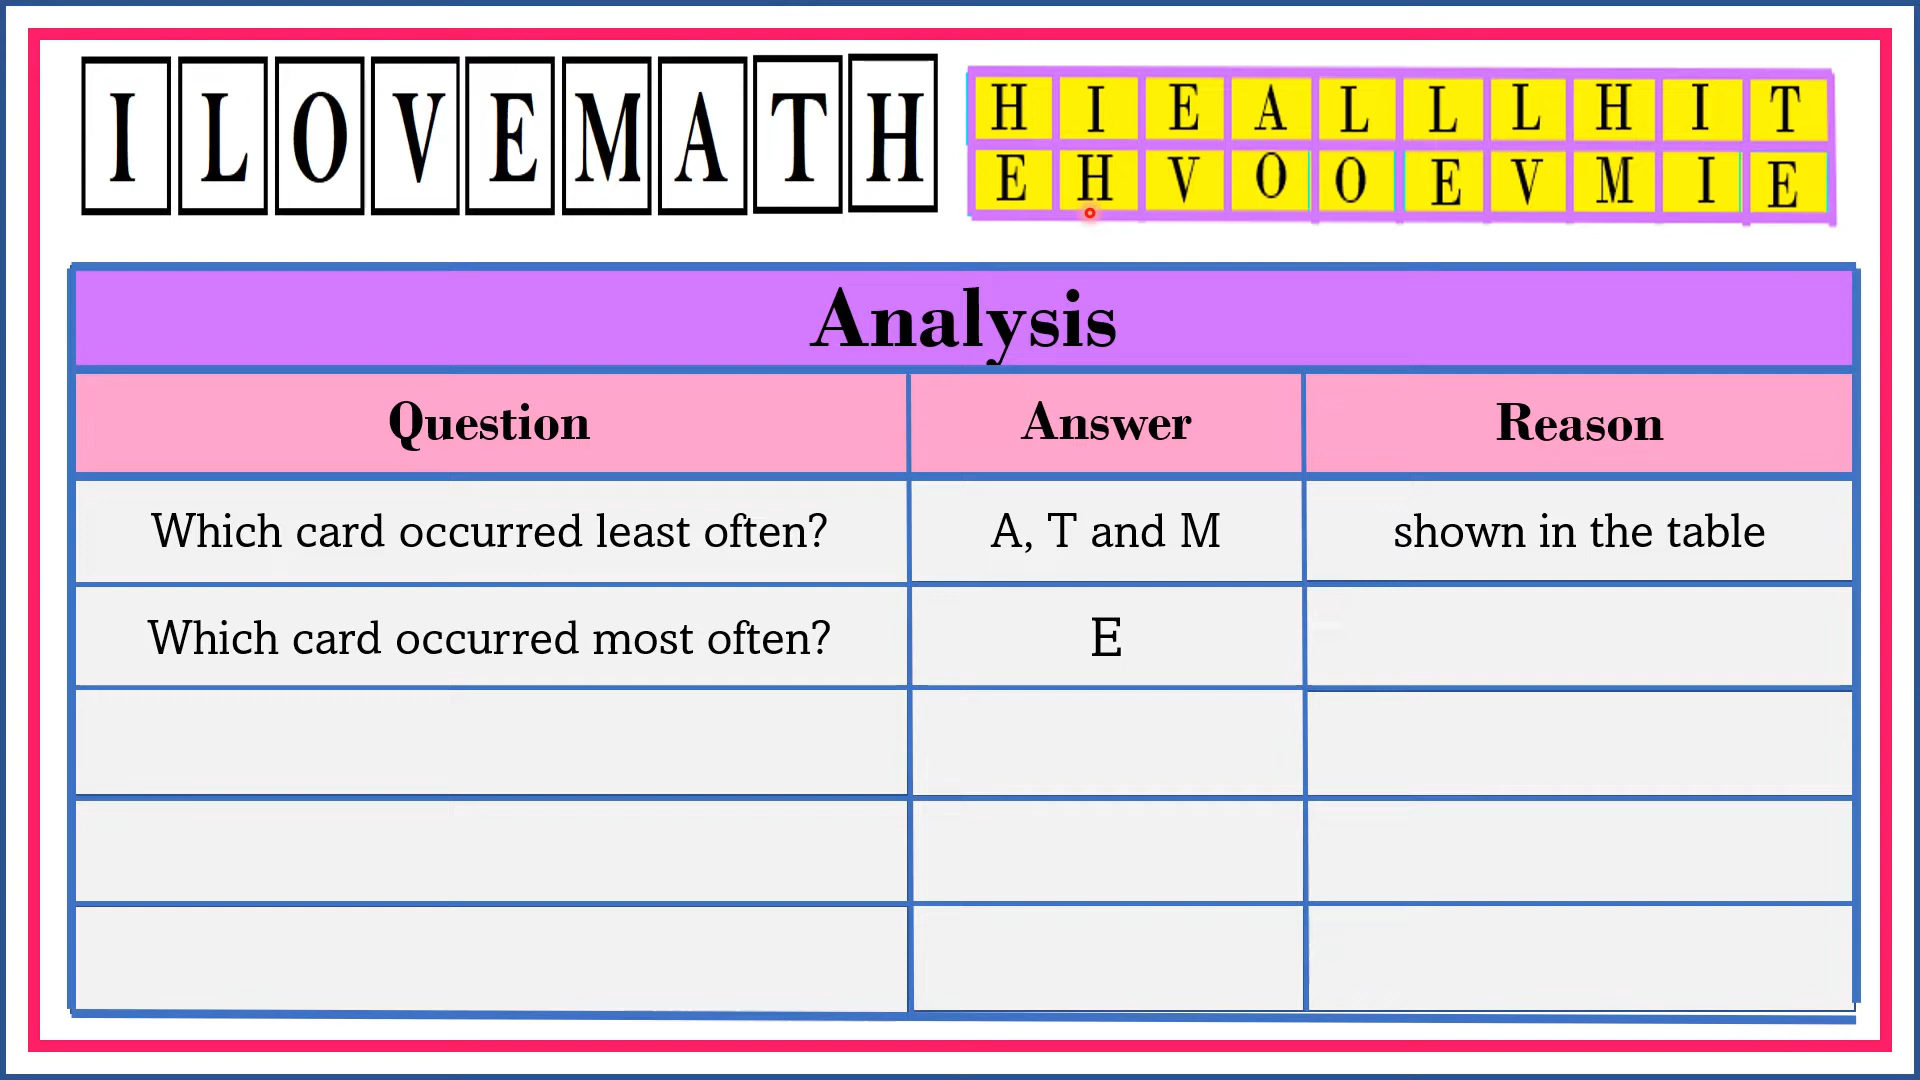 I L O V E M A T H
H I E A L L L H I T
E H V O O E V M I E
Analysis
Question Answer Reason
Which card occurred least often? A, T and M shown in the table
Which card occurred most often? E